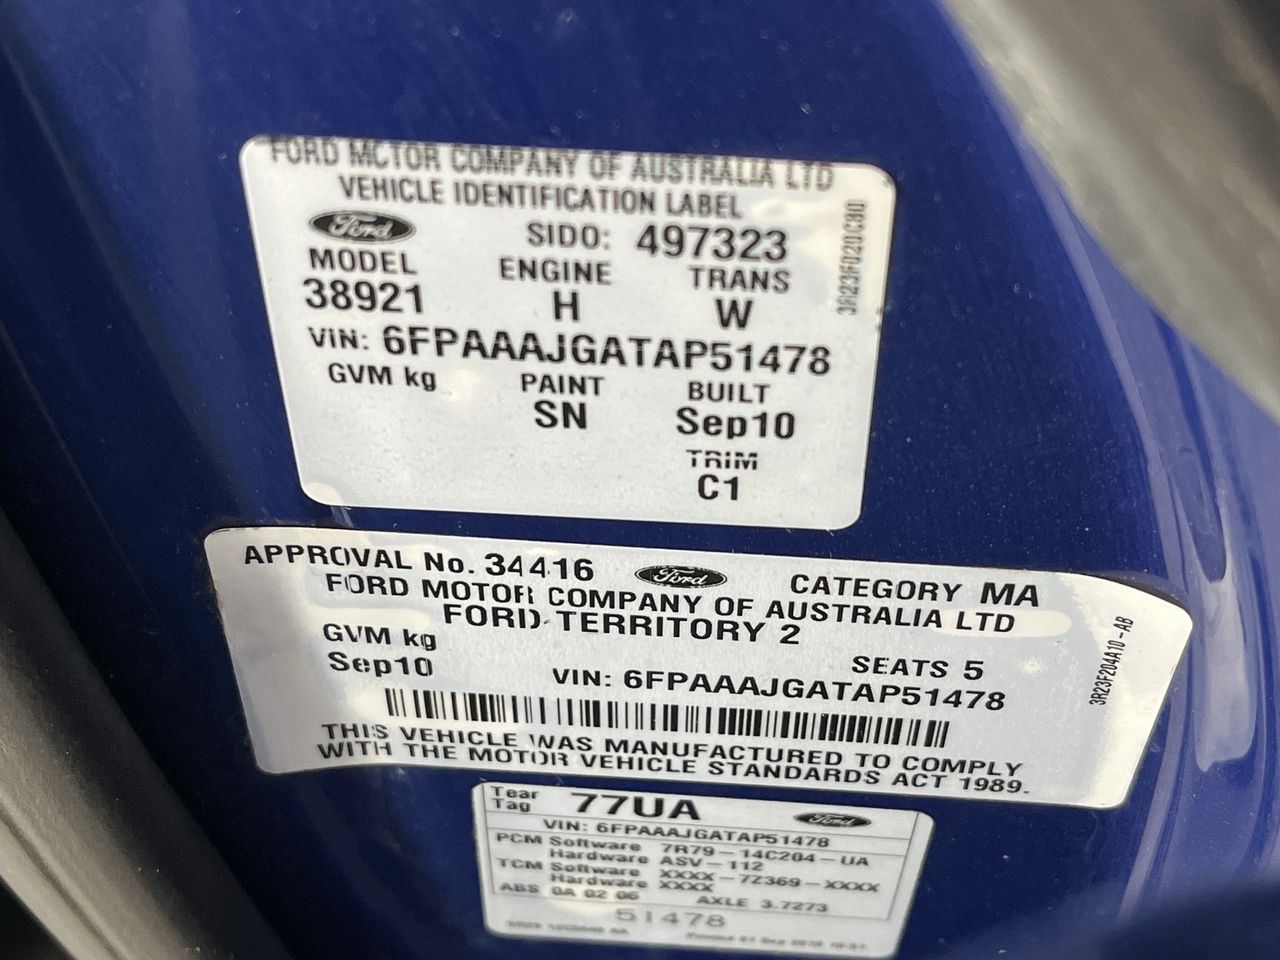 FORD MOTOR COMPANY OF AUSTRALIA LTD
VEHICLE IDENTIFICATION LABEL
Ford SIDO: 497323
MODEL ENGINE TRANS
38921 H W
VIN: 6FPAAAJGATAP51478
GVM kg PAINT BUILT
SN Sep10
TRIM
C1
3R23F020C80
APPROVAL No. 34416 Ford CATEGORY MA
FORD MOTOR COMPANY OF AUSTRALIA LTD
FORD TERRITORY 2
GVM kg SEATS 5
Sep10 VIN: 6FPAAAJGATAP51478
THIS VEHICLE WAS MANUFACTURED TO COMPLY
WITH THE MOTOR VEHICLE STANDARDS ACT 1989.
3R23F204A10-AB
Tear Tag 77UA Ford
VIN: 6FPAAAJGATAP51478
PCM Software 7R79-14C204-UA
Hardware ASV-112
TCM Software XXXX-7Z369-XXXX
Hardware XXXX
ABS 0A 02 06 AXLE 3.7273
51478